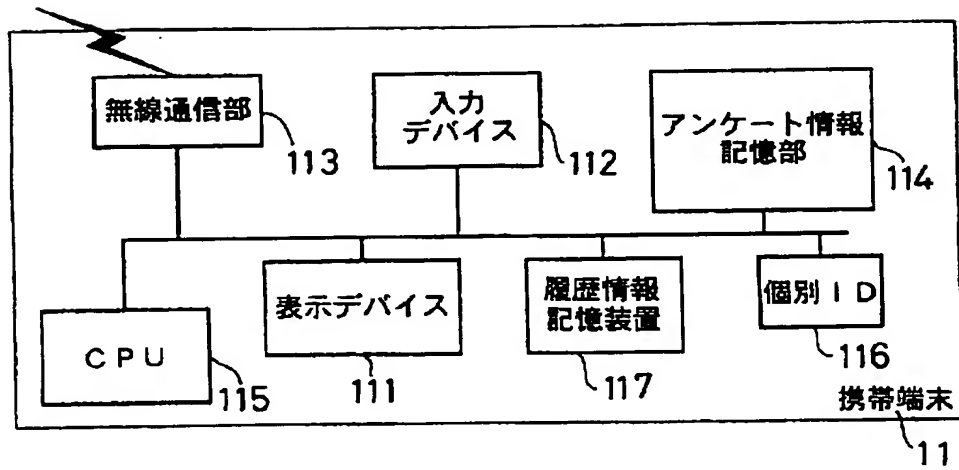 無線通信部
113
入力
デバイス
112
アンケート情報
記憶部
114
CPU
115
表示デバイス
111
履歴情報
記憶装置
117
個別ID
116
携帯端末
11